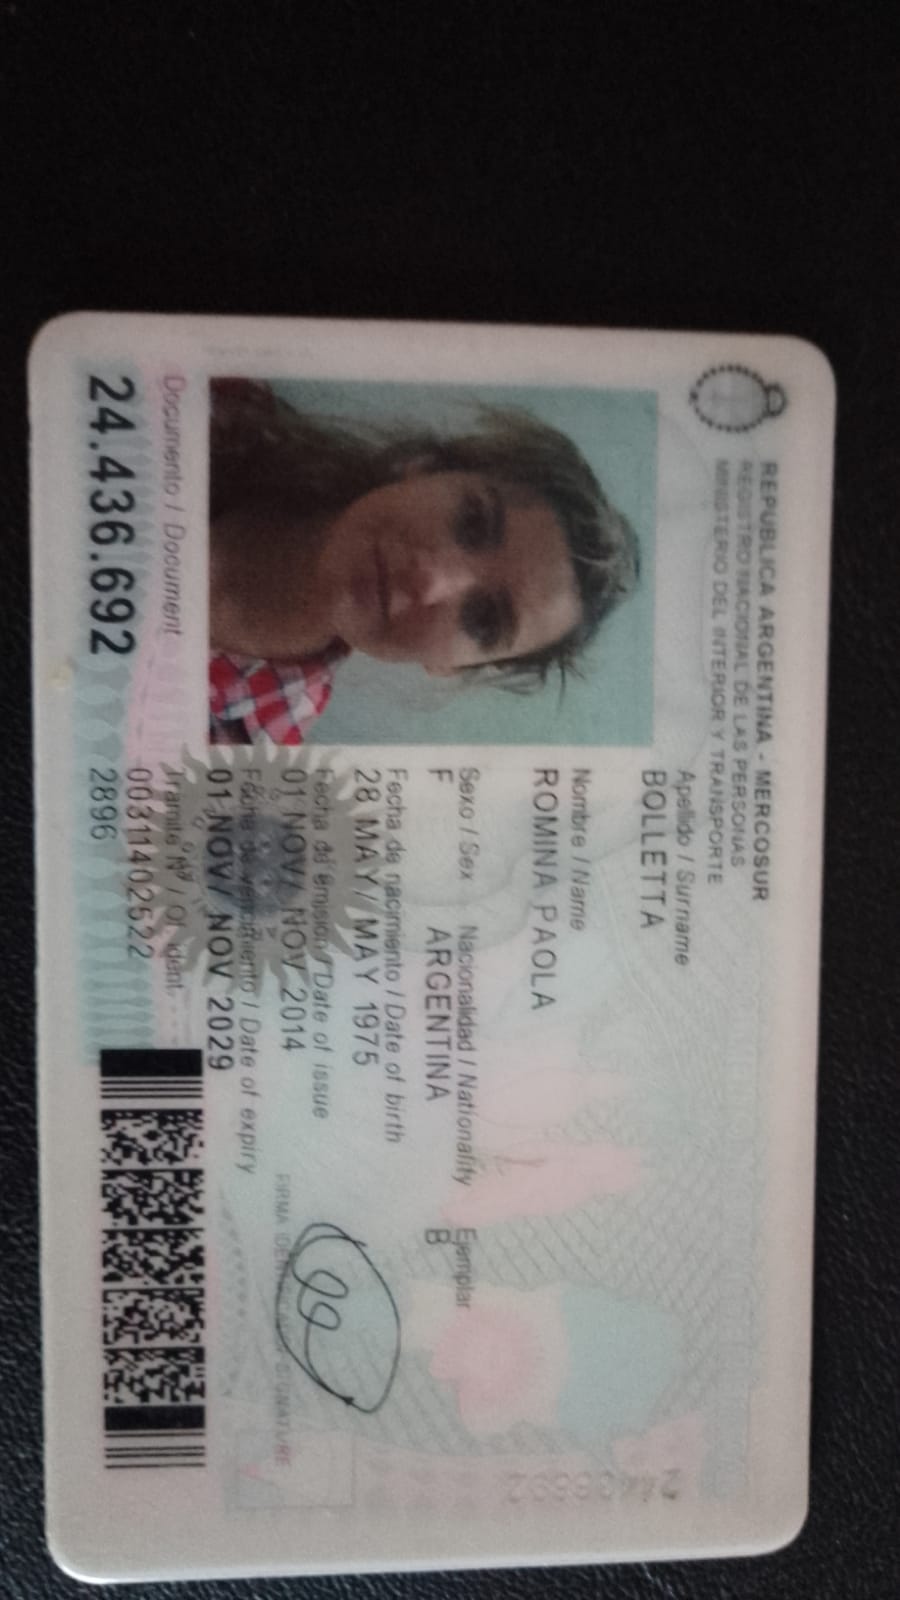 REPUBLICA ARGENTINA - MERCOSUR
REGISTRO NACIONAL DE LAS PERSONAS
MINISTERIO DEL INTERIOR Y TRANSPORTE
Apellido / Surname
BOLLETTA
Nombre / Name
ROMINA PAOLA
Sexo / Sex Nacionalidad / Nationality Ejemplar
F ARGENTINA B
Fecha de nacimiento / Date of birth
28 MAY/ MAY 1975
Fecha de emisión / Date of issue
01 NOV/ NOV 2014
Fecha de vencimiento / Date of expiry
01 NOV/ NOV 2029
FIRMA IDENTIFICADO / SIGNATURE
Documento / Document
24.436.692
Trámite Nº / Of. ident.
00311402522
2896
24436692